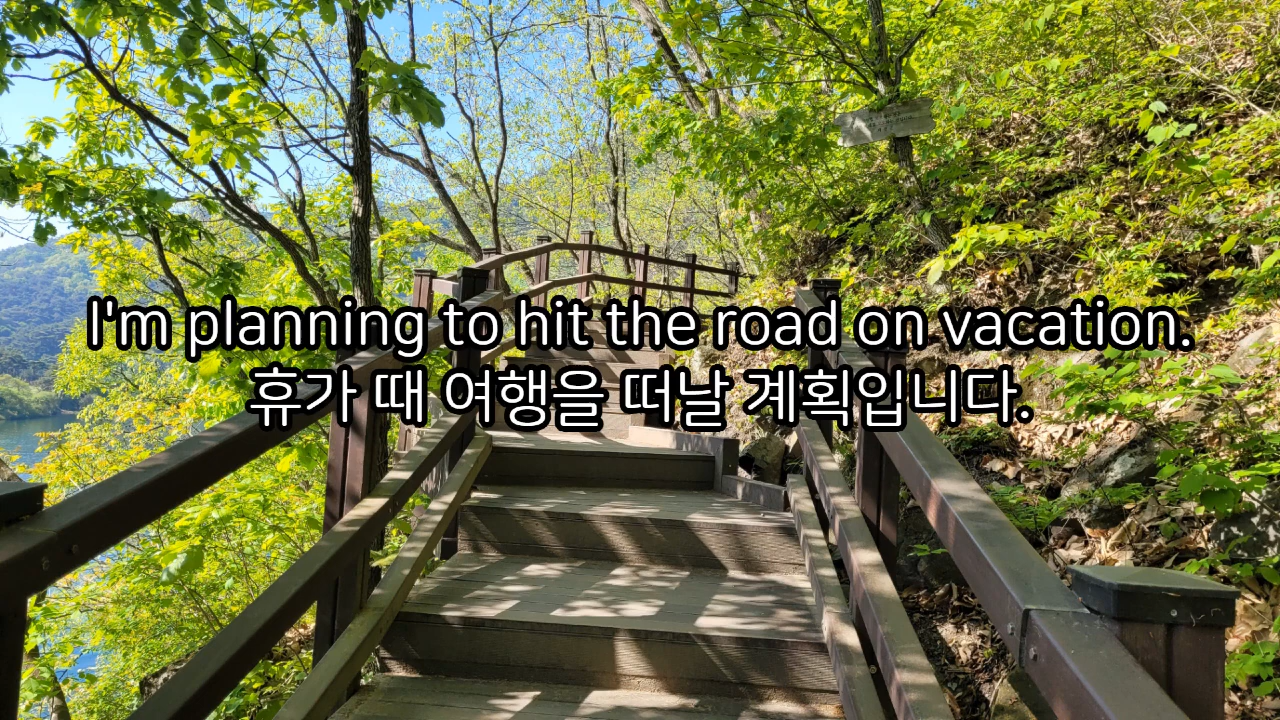 I'm planning to hit the road on vacation.
휴가 때 여행을 떠날 계획입니다.